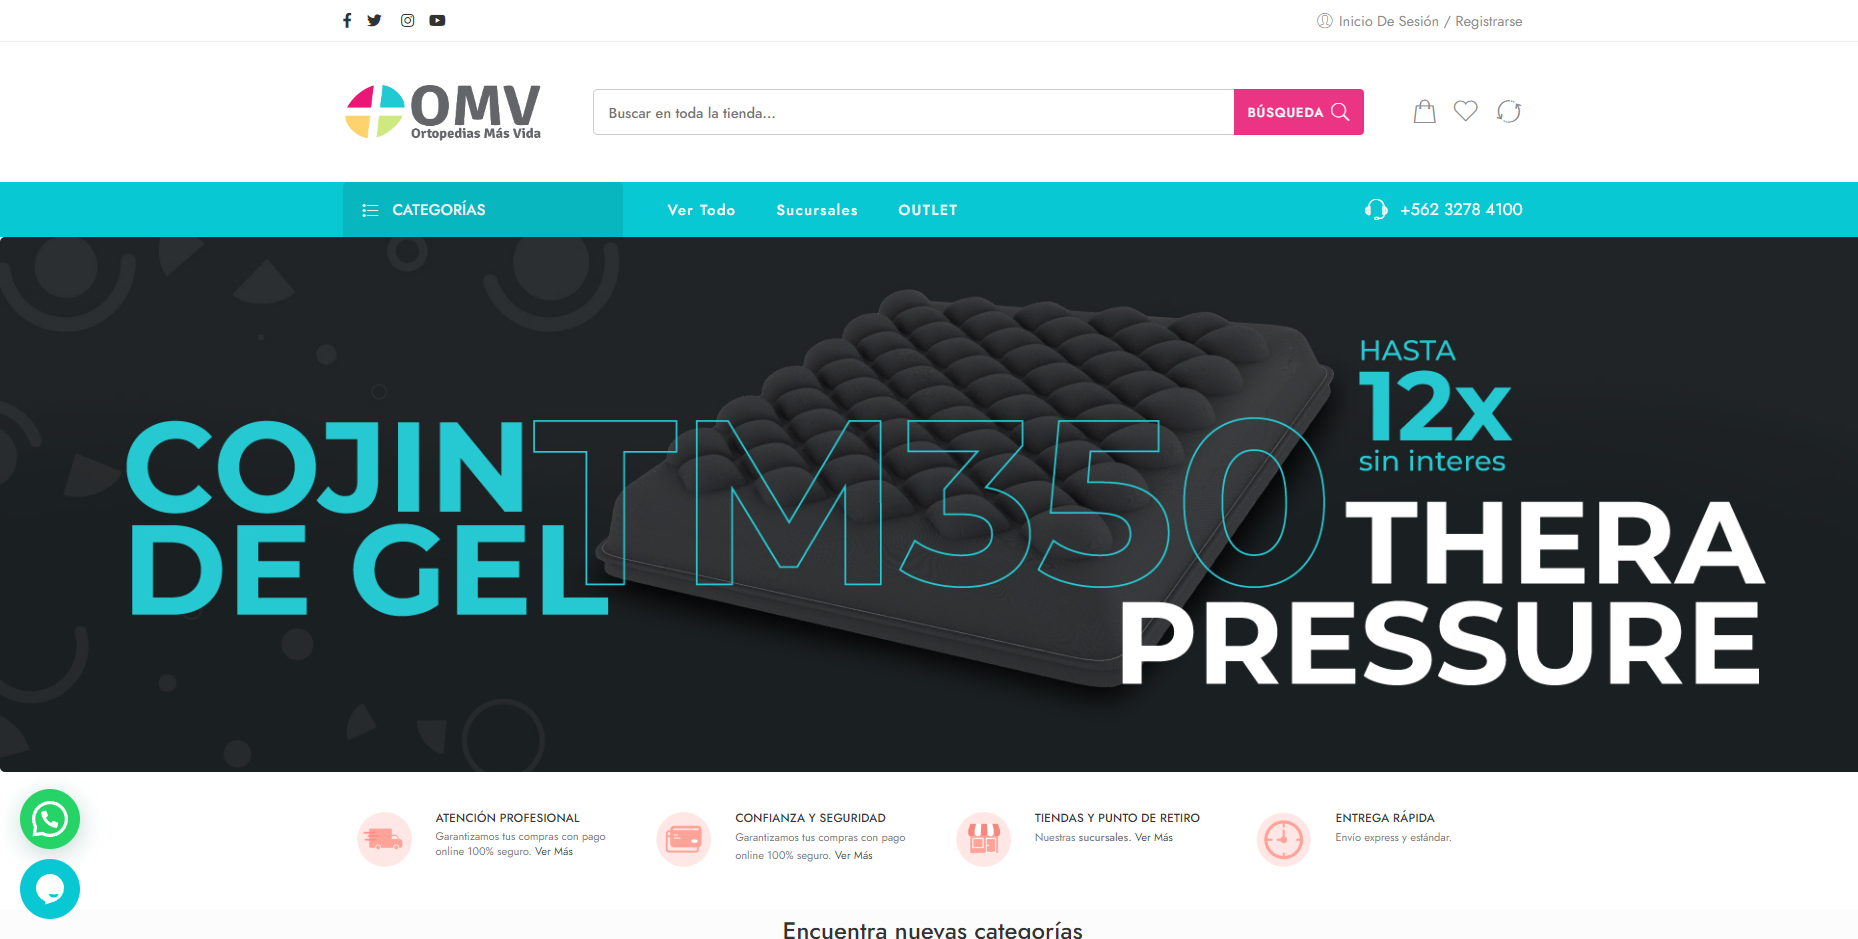 Inicio De Sesión / Registrarse
OMV
Ortopedias Más Vida
Buscar en toda la tienda...
BÚSQUEDA
CATEGORÍAS
Ver Todo
Sucursales
OUTLET
+562 3278 4100
COJIN
DE GEL
TM350
HASTA
12x
sin interes
THERA
PRESSURE
ATENCIÓN PROFESIONAL
Garantizamos tus compras con pago
online 100% seguro. Ver Más
CONFIANZA Y SEGURIDAD
Garantizamos tus compras con pago
online 100% seguro. Ver Más
TIENDAS Y PUNTO DE RETIRO
Nuestras sucursales. Ver Más
ENTREGA RÁPIDA
Envío express y estándar.
Encuentra nuevas categorías